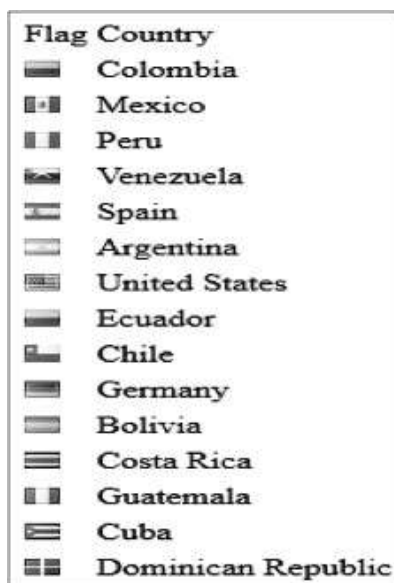 Flag Country
Colombia
Mexico
Peru
Venezuela
Spain
Argentina
United States
Ecuador
Chile
Germany
Bolivia
Costa Rica
Guatemala
Cuba
Dominican Republic